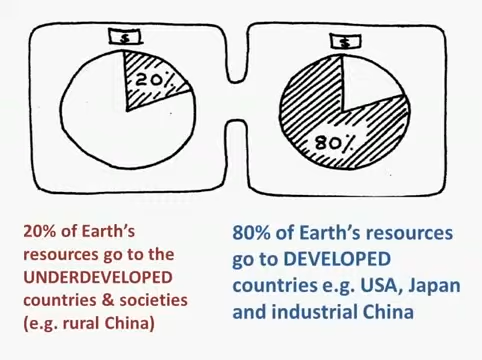 $
20%
$
80%
20% of Earth's
resources go to the
UNDERDEVELOPED
countries & societies
(e.g. rural China)
80% of Earth's resources
go to DEVELOPED
countries e.g. USA, Japan
and industrial China